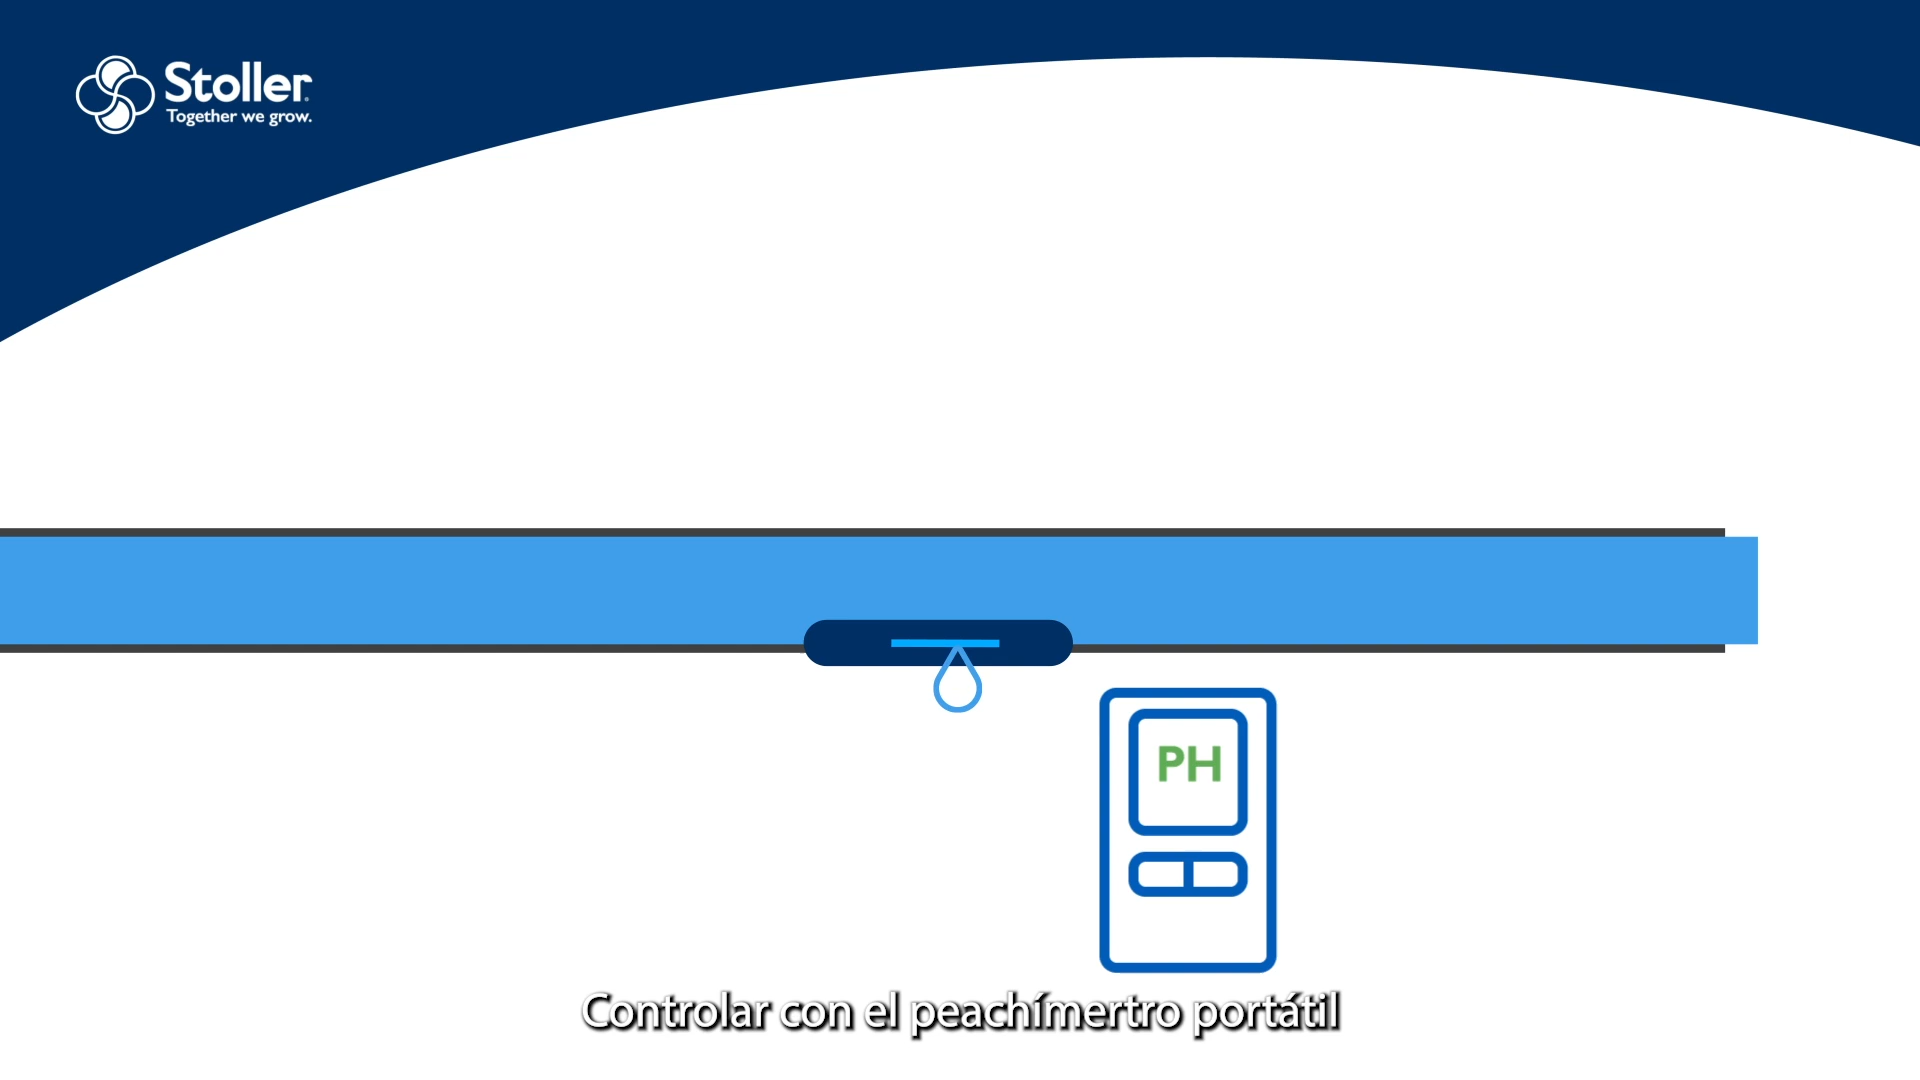 Stoller
Together we grow.
PH
Controlar con el peachímertro portátil